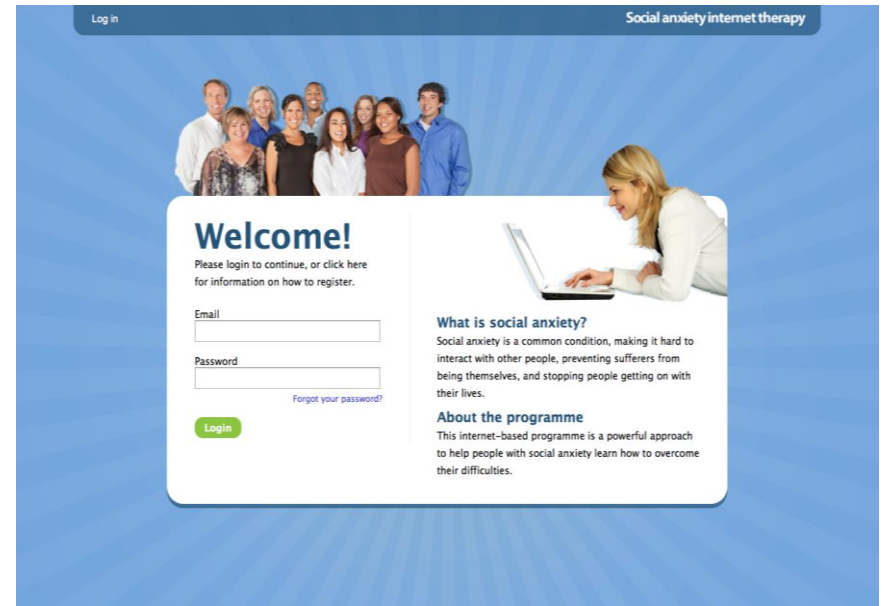 Log in
Social anxiety internet therapy
Welcome!
Please login to continue, or click here
for information on how to register.
Email
Password
Forgot your password?
Login
What is social anxiety?
Social anxiety is a common condition, making it hard to
interact with other people, preventing sufferers from
being themselves, and stopping people getting on with
their lives.
About the programme
This internet-based programme is a powerful approach
to help people with social anxiety learn how to overcome
their difficulties.